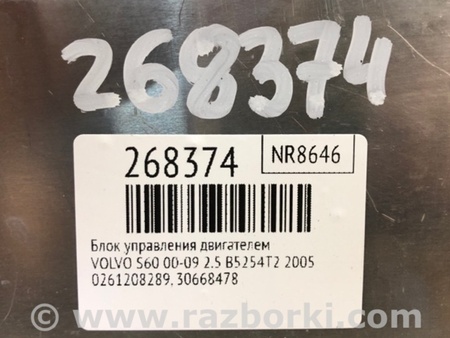 268374
268374
NR8646
Блок управления двигателем
VOLVO S60 00-09 2.5 B5254T2 2005
0261208289, 30668478
© www.razborki.com